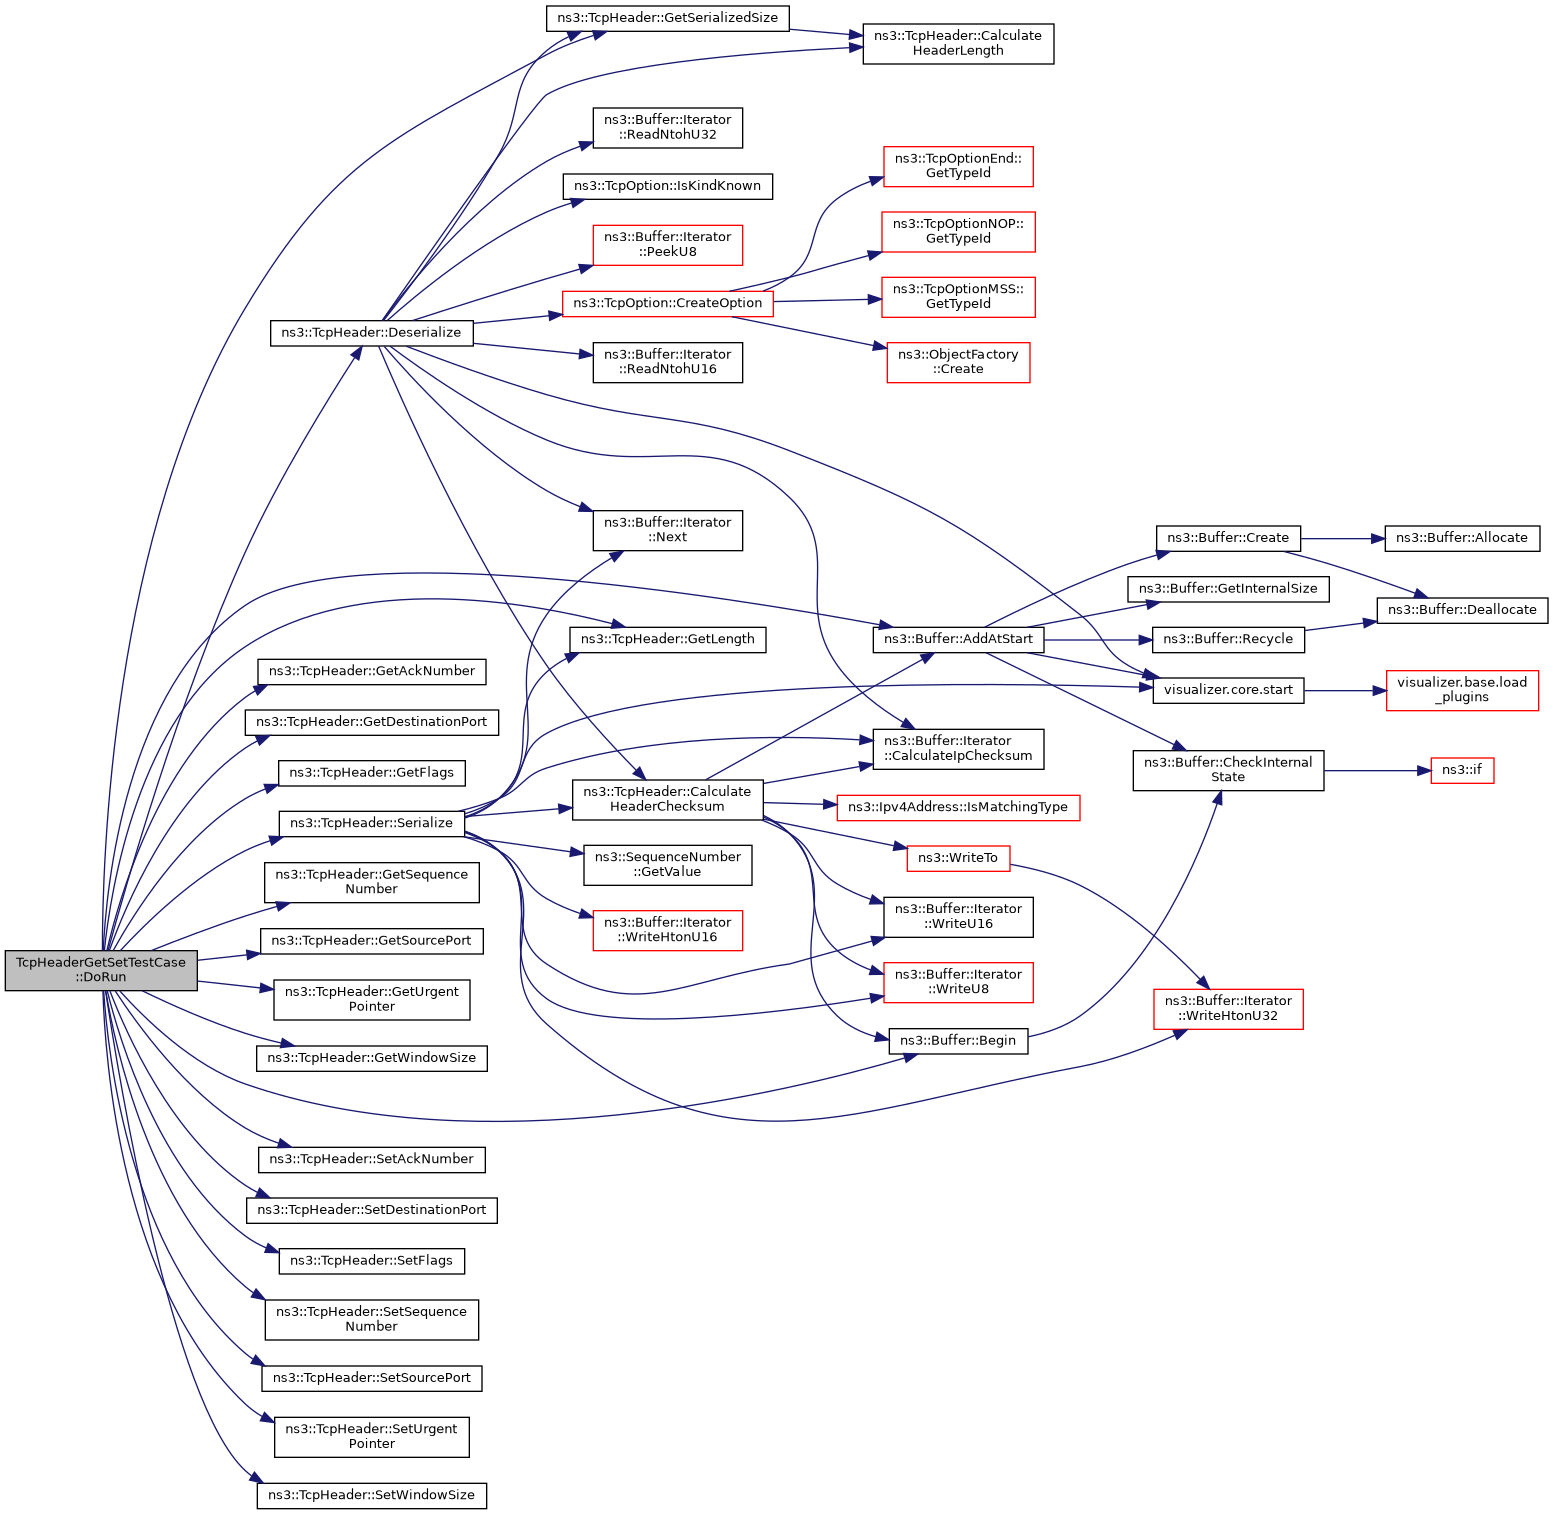 ns3::TcpHeader::GetSerializedSize
ns3::TcpHeader::Calculate
HeaderLength
ns3::Buffer::Iterator
::ReadNtohU32
ns3::TcpOptionEnd::
GetTypeId
ns3::TcpOption::IsKindKnown
ns3::TcpOptionNOP::
GetTypeId
ns3::Buffer::Iterator
::PeekU8
ns3::TcpOptionMSS::
GetTypeId
ns3::TcpOption::CreateOption
ns3::TcpHeader::Deserialize
ns3::Buffer::Iterator
::ReadNtohU16
ns3::ObjectFactory
::Create
ns3::Buffer::Iterator
::Next
ns3::Buffer::Create
ns3::Buffer::Allocate
ns3::Buffer::GetInternalSize
ns3::Buffer::Deallocate
ns3::TcpHeader::GetLength
ns3::Buffer::AddAtStart
ns3::Buffer::Recycle
ns3::TcpHeader::GetAckNumber
visualizer.core.start
visualizer.base.load
_plugins
ns3::TcpHeader::GetDestinationPort
ns3::Buffer::Iterator
::CalculateIpChecksum
ns3::TcpHeader::GetFlags
ns3::Buffer::CheckInternal
State
ns3::if
ns3::TcpHeader::Calculate
HeaderChecksum
ns3::Ipv4Address::IsMatchingType
ns3::TcpHeader::Serialize
ns3::SequenceNumber
::GetValue
ns3::WriteTo
ns3::TcpHeader::GetSequence
Number
ns3::Buffer::Iterator
::WriteHtonU16
ns3::Buffer::Iterator
::WriteU16
ns3::TcpHeader::GetSourcePort
TcpHeaderGetSetTestCase
::DoRun
ns3::Buffer::Iterator
::WriteU8
ns3::TcpHeader::GetUrgent
Pointer
ns3::Buffer::Iterator
::WriteHtonU32
ns3::Buffer::Begin
ns3::TcpHeader::GetWindowSize
ns3::TcpHeader::SetAckNumber
ns3::TcpHeader::SetDestinationPort
ns3::TcpHeader::SetFlags
ns3::TcpHeader::SetSequence
Number
ns3::TcpHeader::SetSourcePort
ns3::TcpHeader::SetUrgent
Pointer
ns3::TcpHeader::SetWindowSize